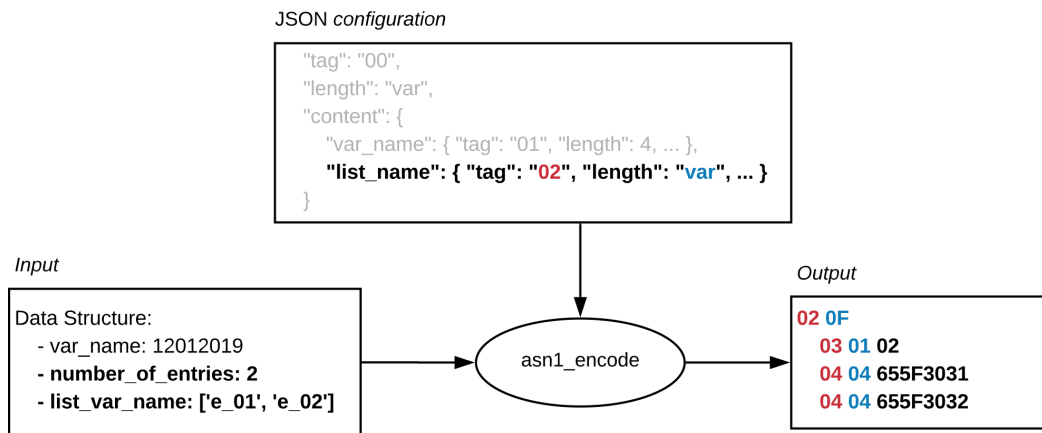 JSON configuration
"tag": "00",
"length": "var",
"content": {
"var_name": { "tag": "01", "length": 4, ... },
"list_name": { "tag": "02", "length": "var", ... }
}
Input
Data Structure:
- var_name: 12012019
- number_of_entries: 2
- list_var_name: ['e_01', 'e_02']
asn1_encode
Output
02 0F
03 01 02
04 04 655F3031
04 04 655F3032